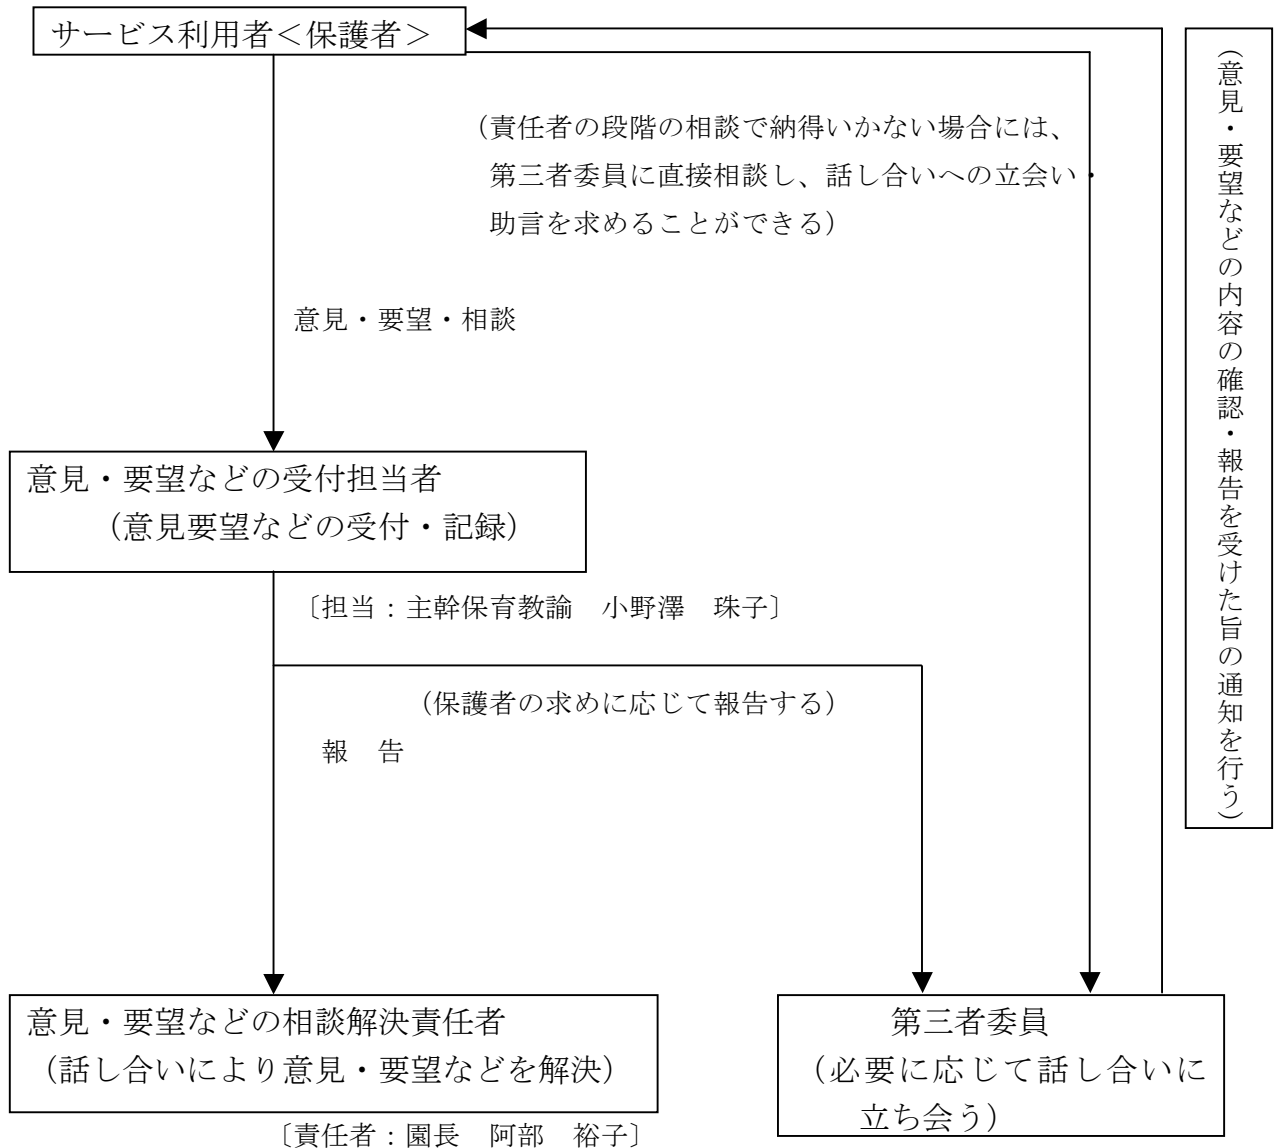 サービス利用者＜保護者＞
（責任者の段階の相談で納得いかない場合には、
第三者委員に直接相談し、話し合いへの立会い・
助言を求めることができる）
（意見・要望などの内容の確認・報告を受けた旨の通知を行う）
意見・要望・相談
意見・要望などの受付担当者
（意見要望などの受付・記録）
〔担当：主幹保育教諭　小野澤　珠子〕
（保護者の求めに応じて報告する）
報　告
意見・要望などの相談解決責任者
（話し合いにより意見・要望などを解決）
〔責任者：園長　阿部　裕子〕
第三者委員
（必要に応じて話し合いに
立ち会う）